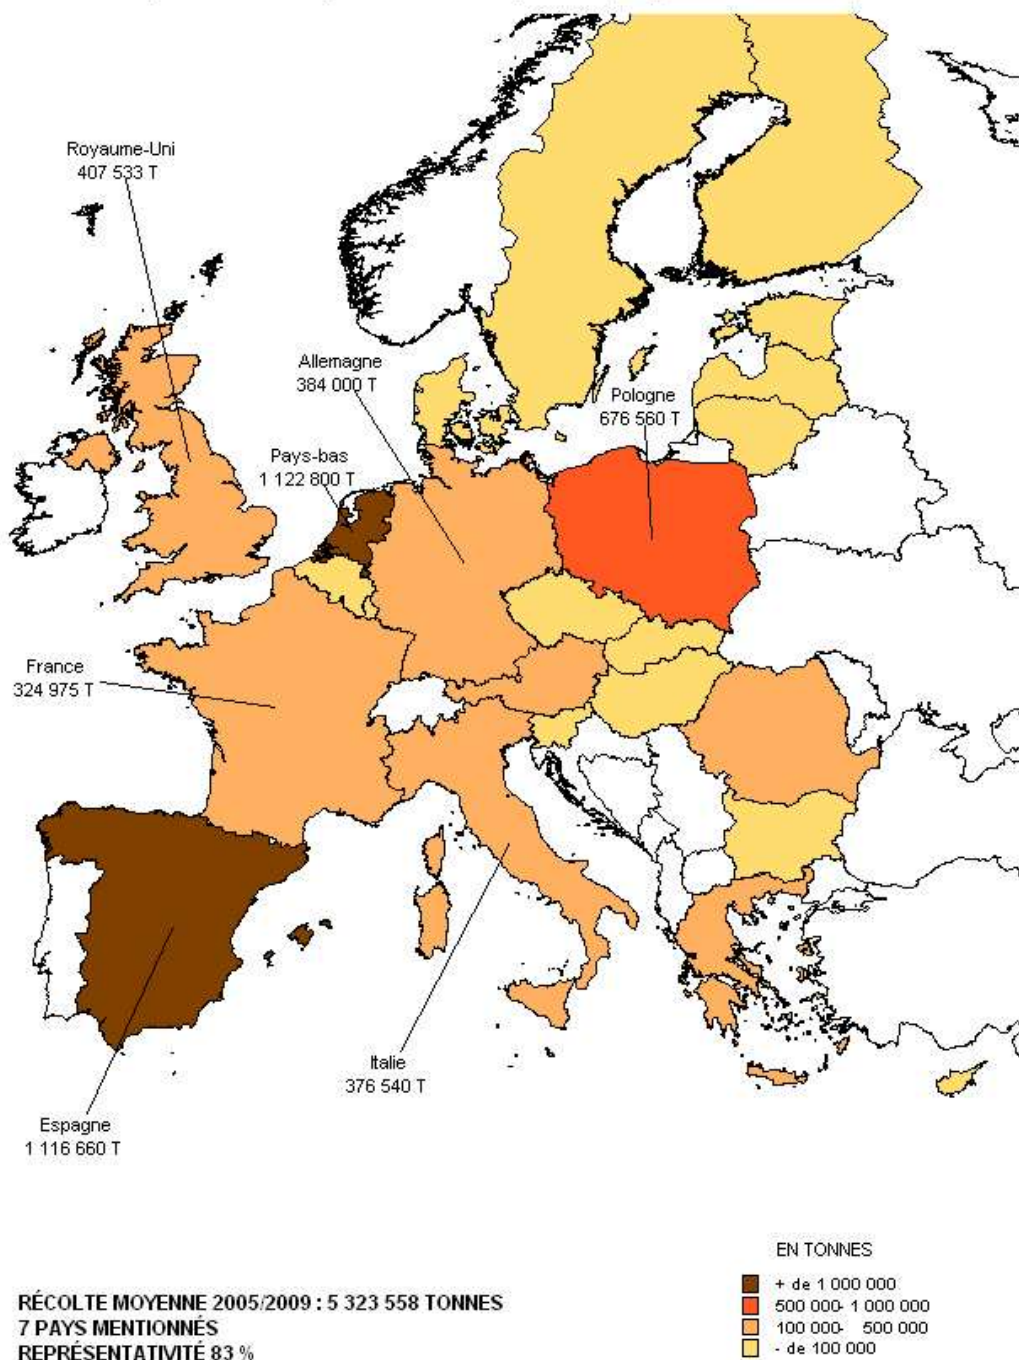 Royaume-Uni
407 533 T
Allemagne
384 000 T
Pologne
676 560 T
Pays-bas
1 122 800 T
France
324 975 T
Italie
376 540 T
Espagne
1 116 660 T
EN TONNES
+ de 1 000 000
500 000- 1 000 000
100 000- 500 000
- de 100 000
RÉCOLTE MOYENNE 2005/2009 : 5 323 558 TONNES
7 PAYS MENTIONNÉS
REPRÉSENTATIVITÉ 83 %